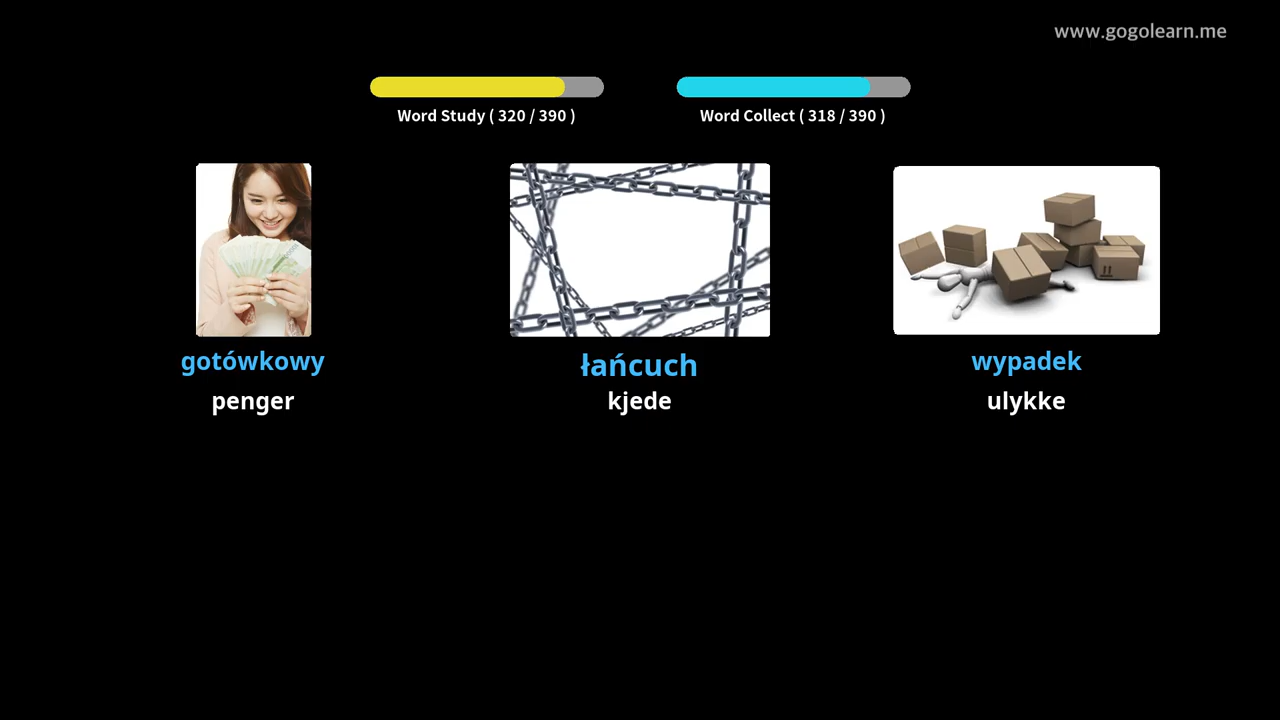 www.gogolearn.me
Word Study ( 320 / 390 )
Word Collect ( 318 / 390 )
gotówkowy
łańcuch
wypadek
penger
kjede
ulykke